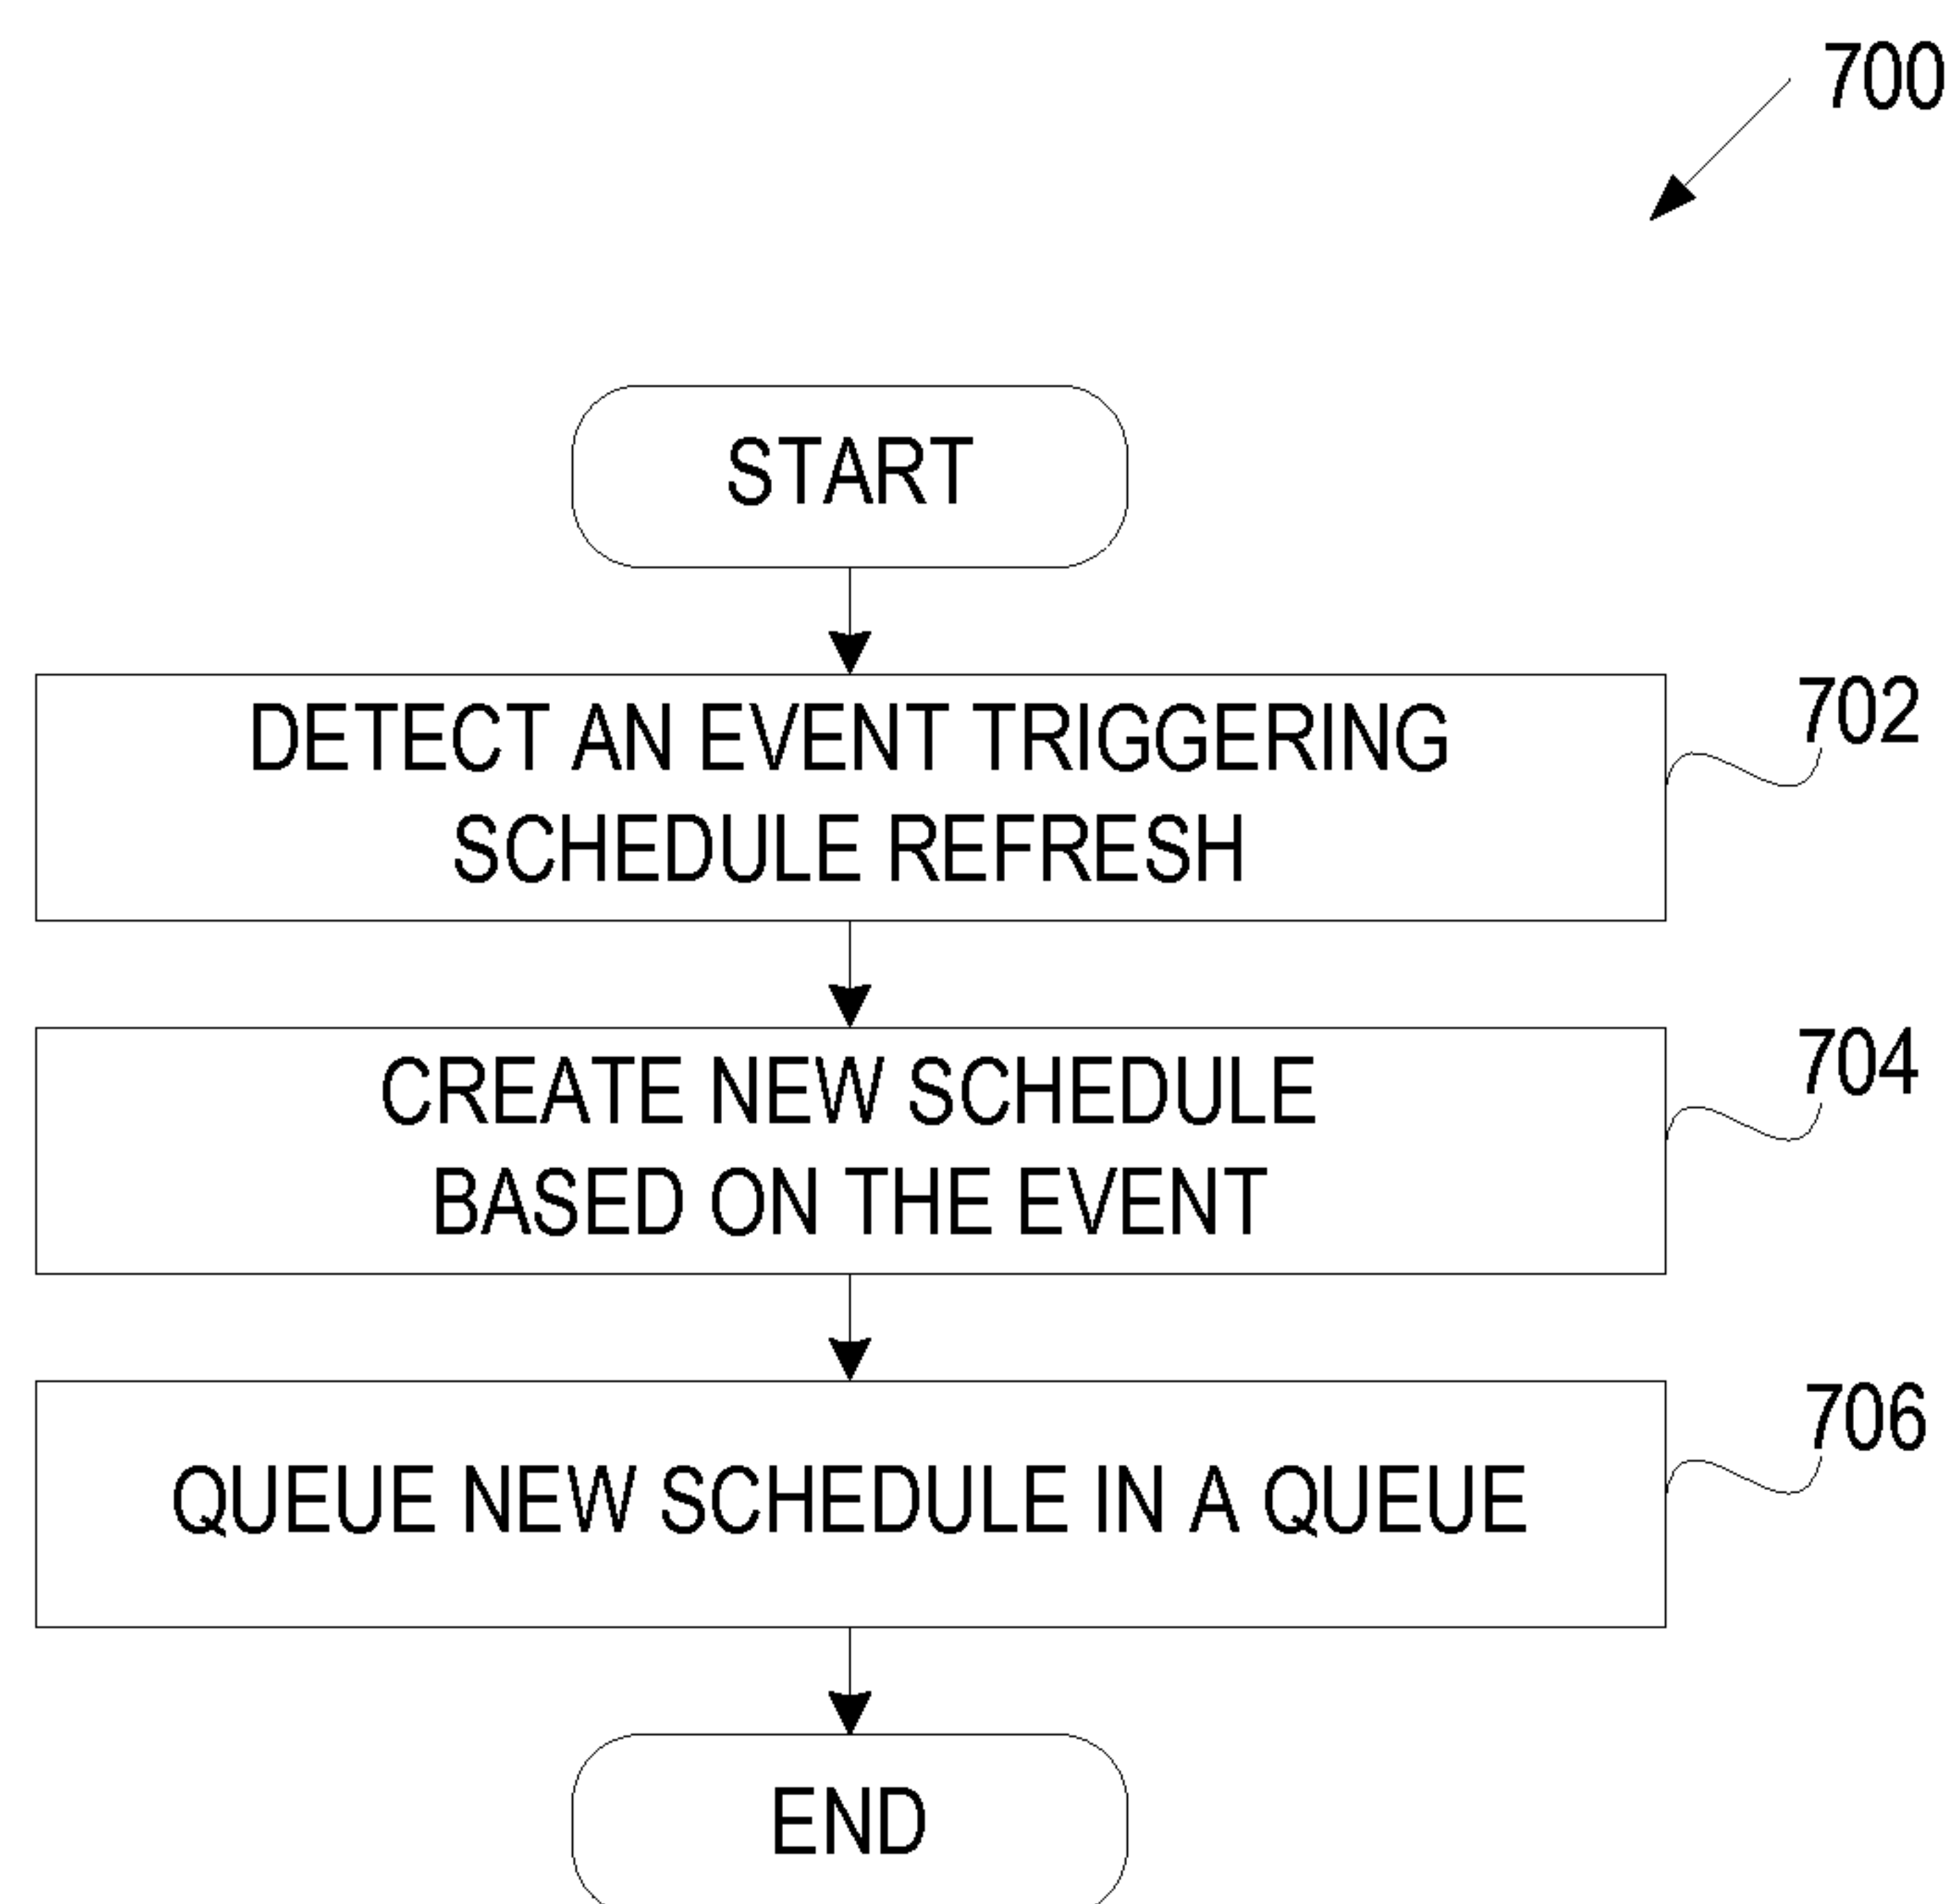 700
START
DETECT AN EVENT TRIGGERING
SCHEDULE REFRESH
702
CREATE NEW SCHEDULE
BASED ON THE EVENT
704
QUEUE NEW SCHEDULE IN A QUEUE
706
END